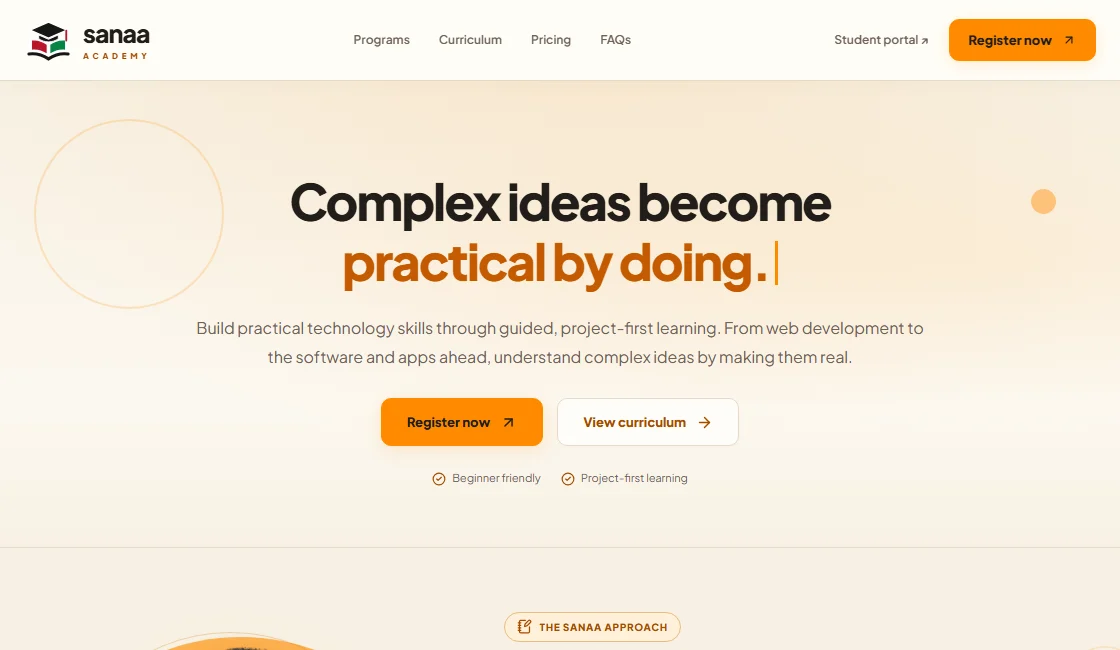 sanaa
ACADEMY
Programs
Curriculum
Pricing
FAQs
Student portal
Register now
Complex ideas become
practical by doing.
Build practical technology skills through guided, project-first learning. From web development to
the software and apps ahead, understand complex ideas by making them real.
Register now
View curriculum
Beginner friendly
Project-first learning
THE SANAA APPROACH